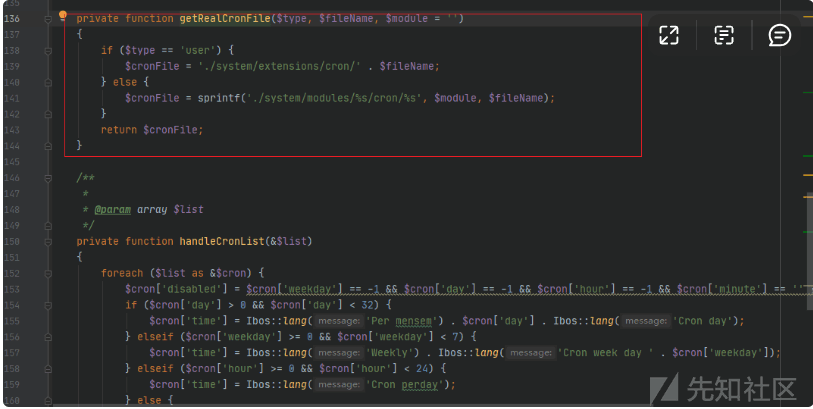 135
136 private function getRealCronFile($type, $fileName, $module = '')
137 {
138 if ($type == 'user') {
139 $cronFile = './system/extensions/cron/' . $fileName;
140 } else {
141 $cronFile = sprintf('./system/modules/%s/cron/%s', $module, $fileName);
142 }
143 return $cronFile;
144 }
145
146 /**
147 *
148 * @param array $list
149 */
150 private function handleCronList(&$list)
151 {
152 foreach ($list as &$cron) {
153 $cron['disabled'] = $cron['weekday'] == -1 && $cron['day'] == -1 && $cron['hour'] == -1 && $cron['minute'] == ''
154 if ($cron['day'] > 0 && $cron['day'] < 32) {
155 $cron['time'] = Ibos::lang( message: 'Per mensem') . $cron['day'] . Ibos::lang( message: 'Cron day');
156 } elseif ($cron['weekday'] >= 0 && $cron['weekday'] < 7) {
157 $cron['time'] = Ibos::lang( message: 'Weekly') . Ibos::lang( message: 'Cron week day ' . $cron['weekday']);
158 } elseif ($cron['hour'] >= 0 && $cron['hour'] < 24) {
159 $cron['time'] = Ibos::lang( message: 'Cron perday');
160 } else {
先知社区